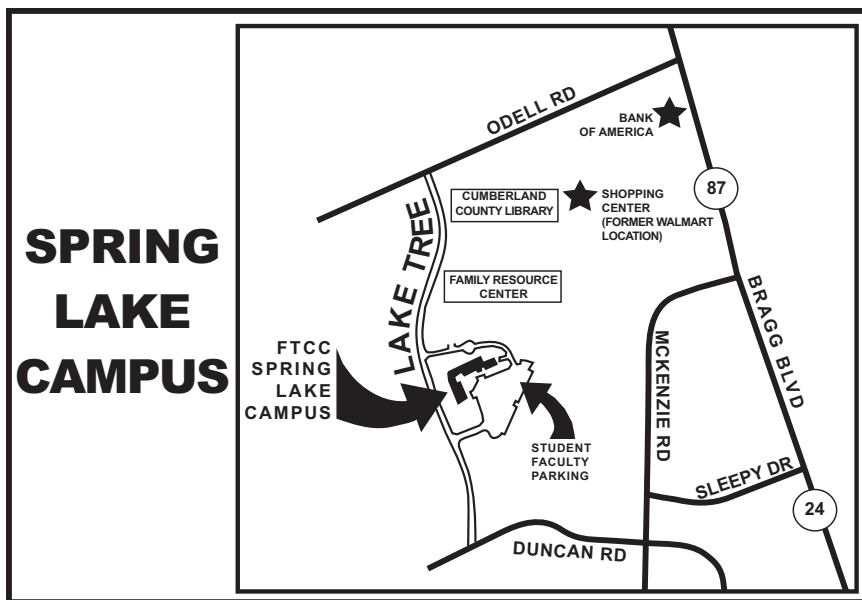 SPRING
LAKE
CAMPUS
ODELL RD
BANK
OF AMERICA
87
CUMBERLAND
COUNTY LIBRARY
SHOPPING
CENTER
(FORMER WALMART
LOCATION)
LAKE TREE
FAMILY RESOURCE
CENTER
BRAGG BLVD
MCKENZIE RD
FTCC
SPRING
LAKE
CAMPUS
STUDENT
FACULTY
PARKING
SLEEPY DR
24
DUNCAN RD